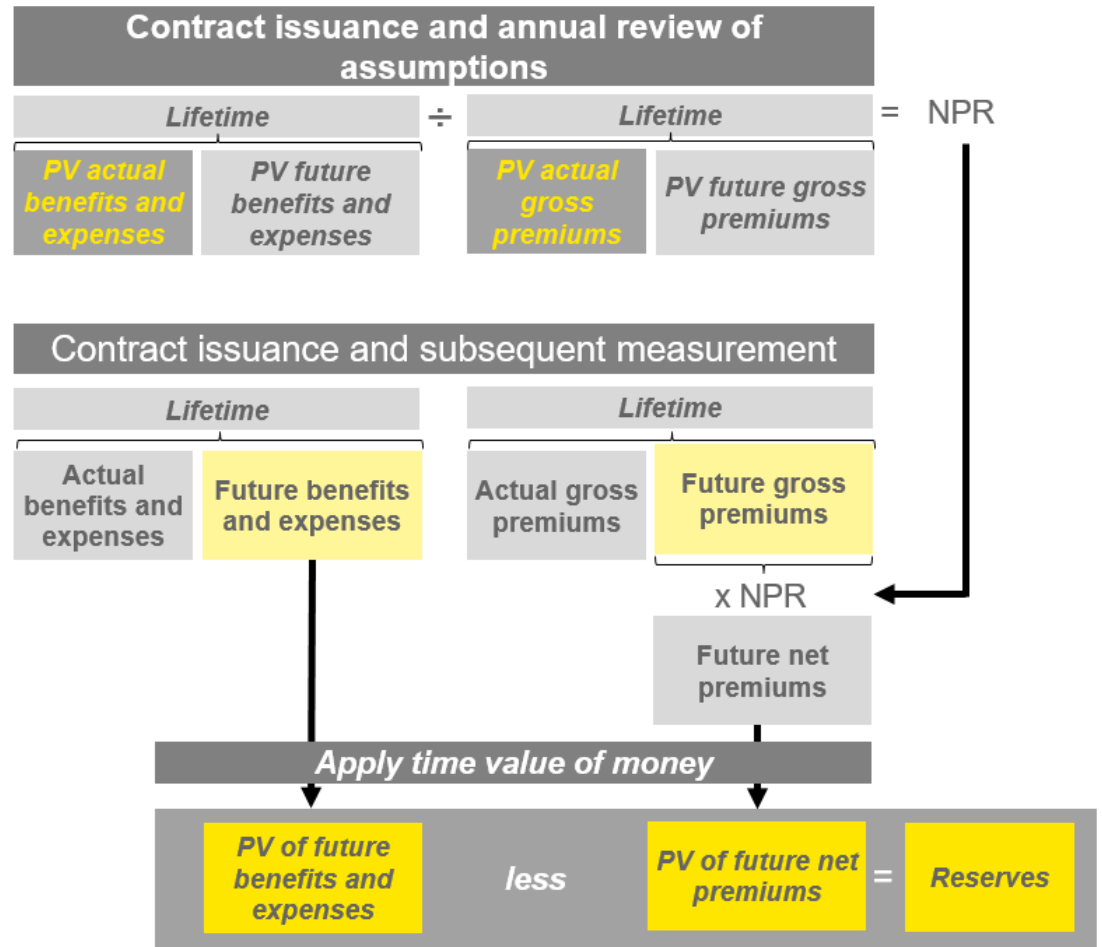 Contract issuance and annual review of
assumptions
Lifetime ÷ Lifetime = NPR
PV actual
benefits and
expenses
PV future
benefits and
expenses
PV actual
gross
premiums
PV future gross
premiums
Contract issuance and subsequent measurement
Lifetime
Lifetime
Actual
benefits and
expenses
Future benefits
and expenses
Actual gross
premiums
Future gross
premiums
x NPR
Future net
premiums
Apply time value of money
PV of future
benefits and
expenses
less
PV of future net
premiums
=
Reserves